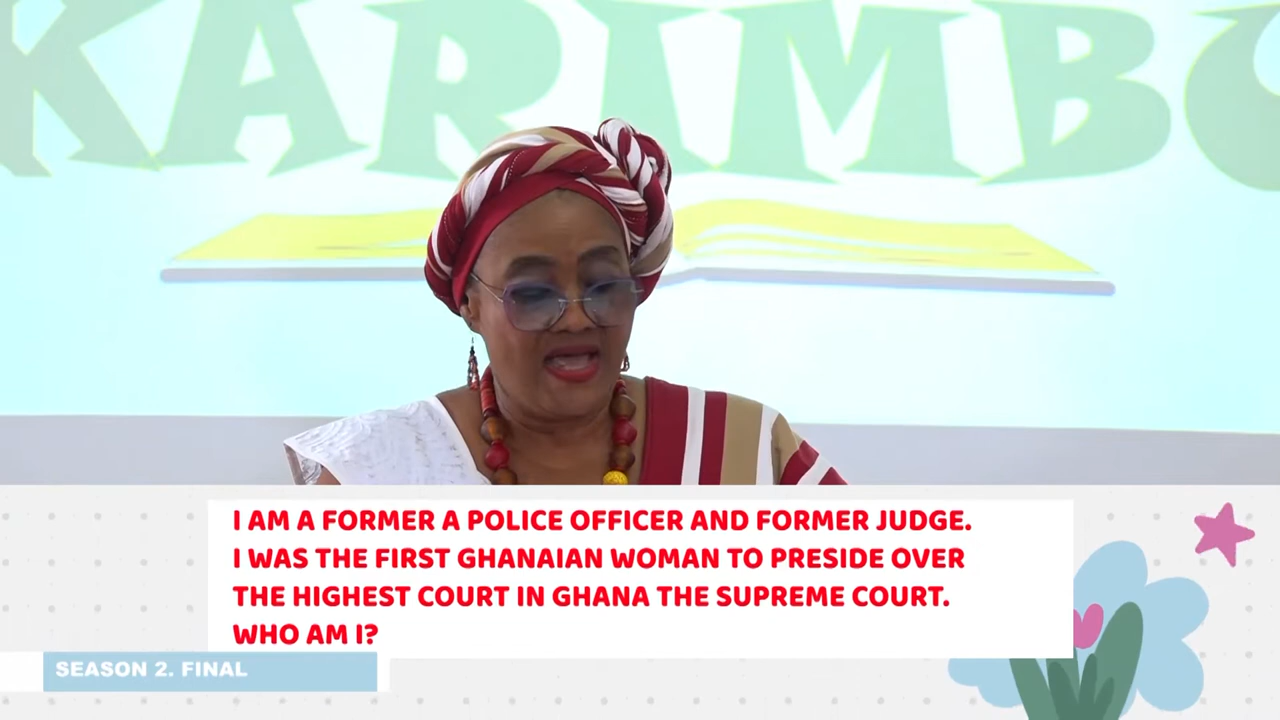 KARIMBU
I AM A FORMER A POLICE OFFICER AND FORMER JUDGE.
I WAS THE FIRST GHANAIAN WOMAN TO PRESIDE OVER
THE HIGHEST COURT IN GHANA THE SUPREME COURT.
WHO AM I?
SEASON 2. FINAL